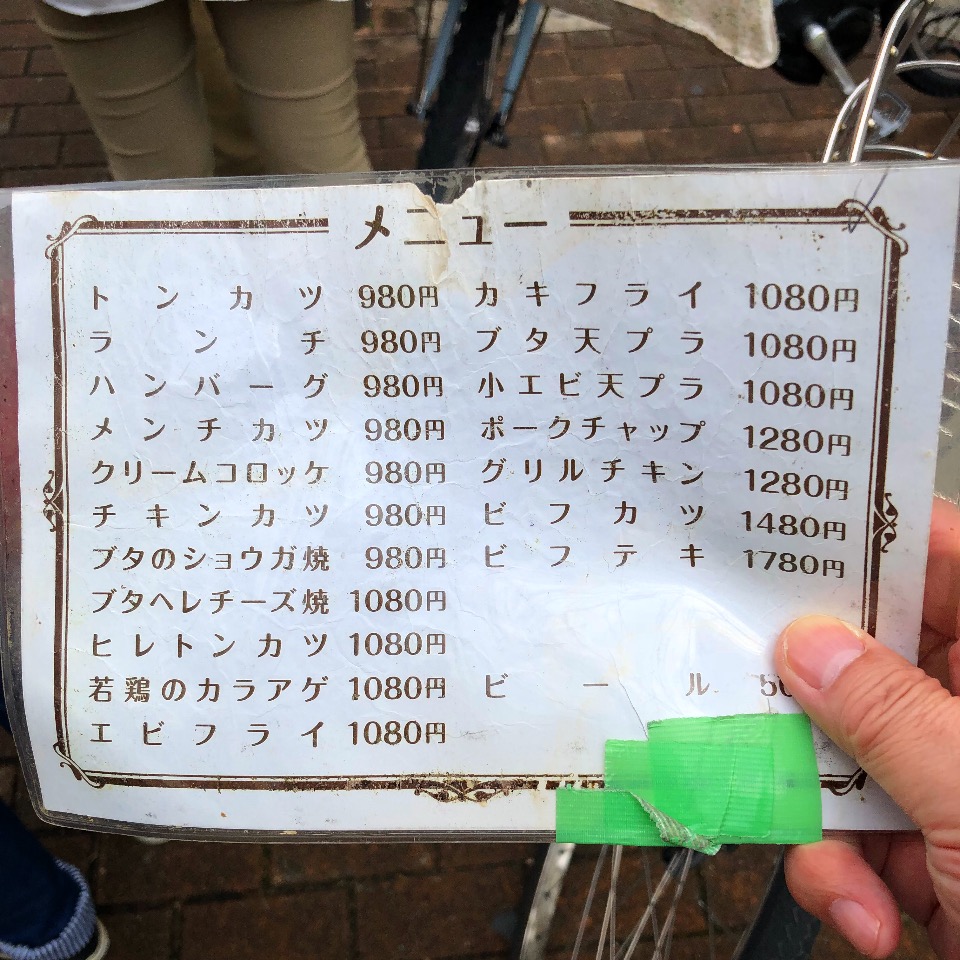 メニュー
トンカツ 980円
ランチ 980円
ハンバーグ 980円
メンチカツ 980円
クリームコロッケ 980円
チキンカツ 980円
ブタのショウガ焼 980円
ブタヘレチーズ焼 1080円
ヒレトンカツ 1080円
若鶏のカラアゲ 1080円
エビフライ 1080円
カキフライ 1080円
ブタ天プラ 1080円
小エビ天プラ 1080円
ポークチャップ 1280円
グリルチキン 1280円
ビフカツ 1480円
ビフテキ 1780円
ビール